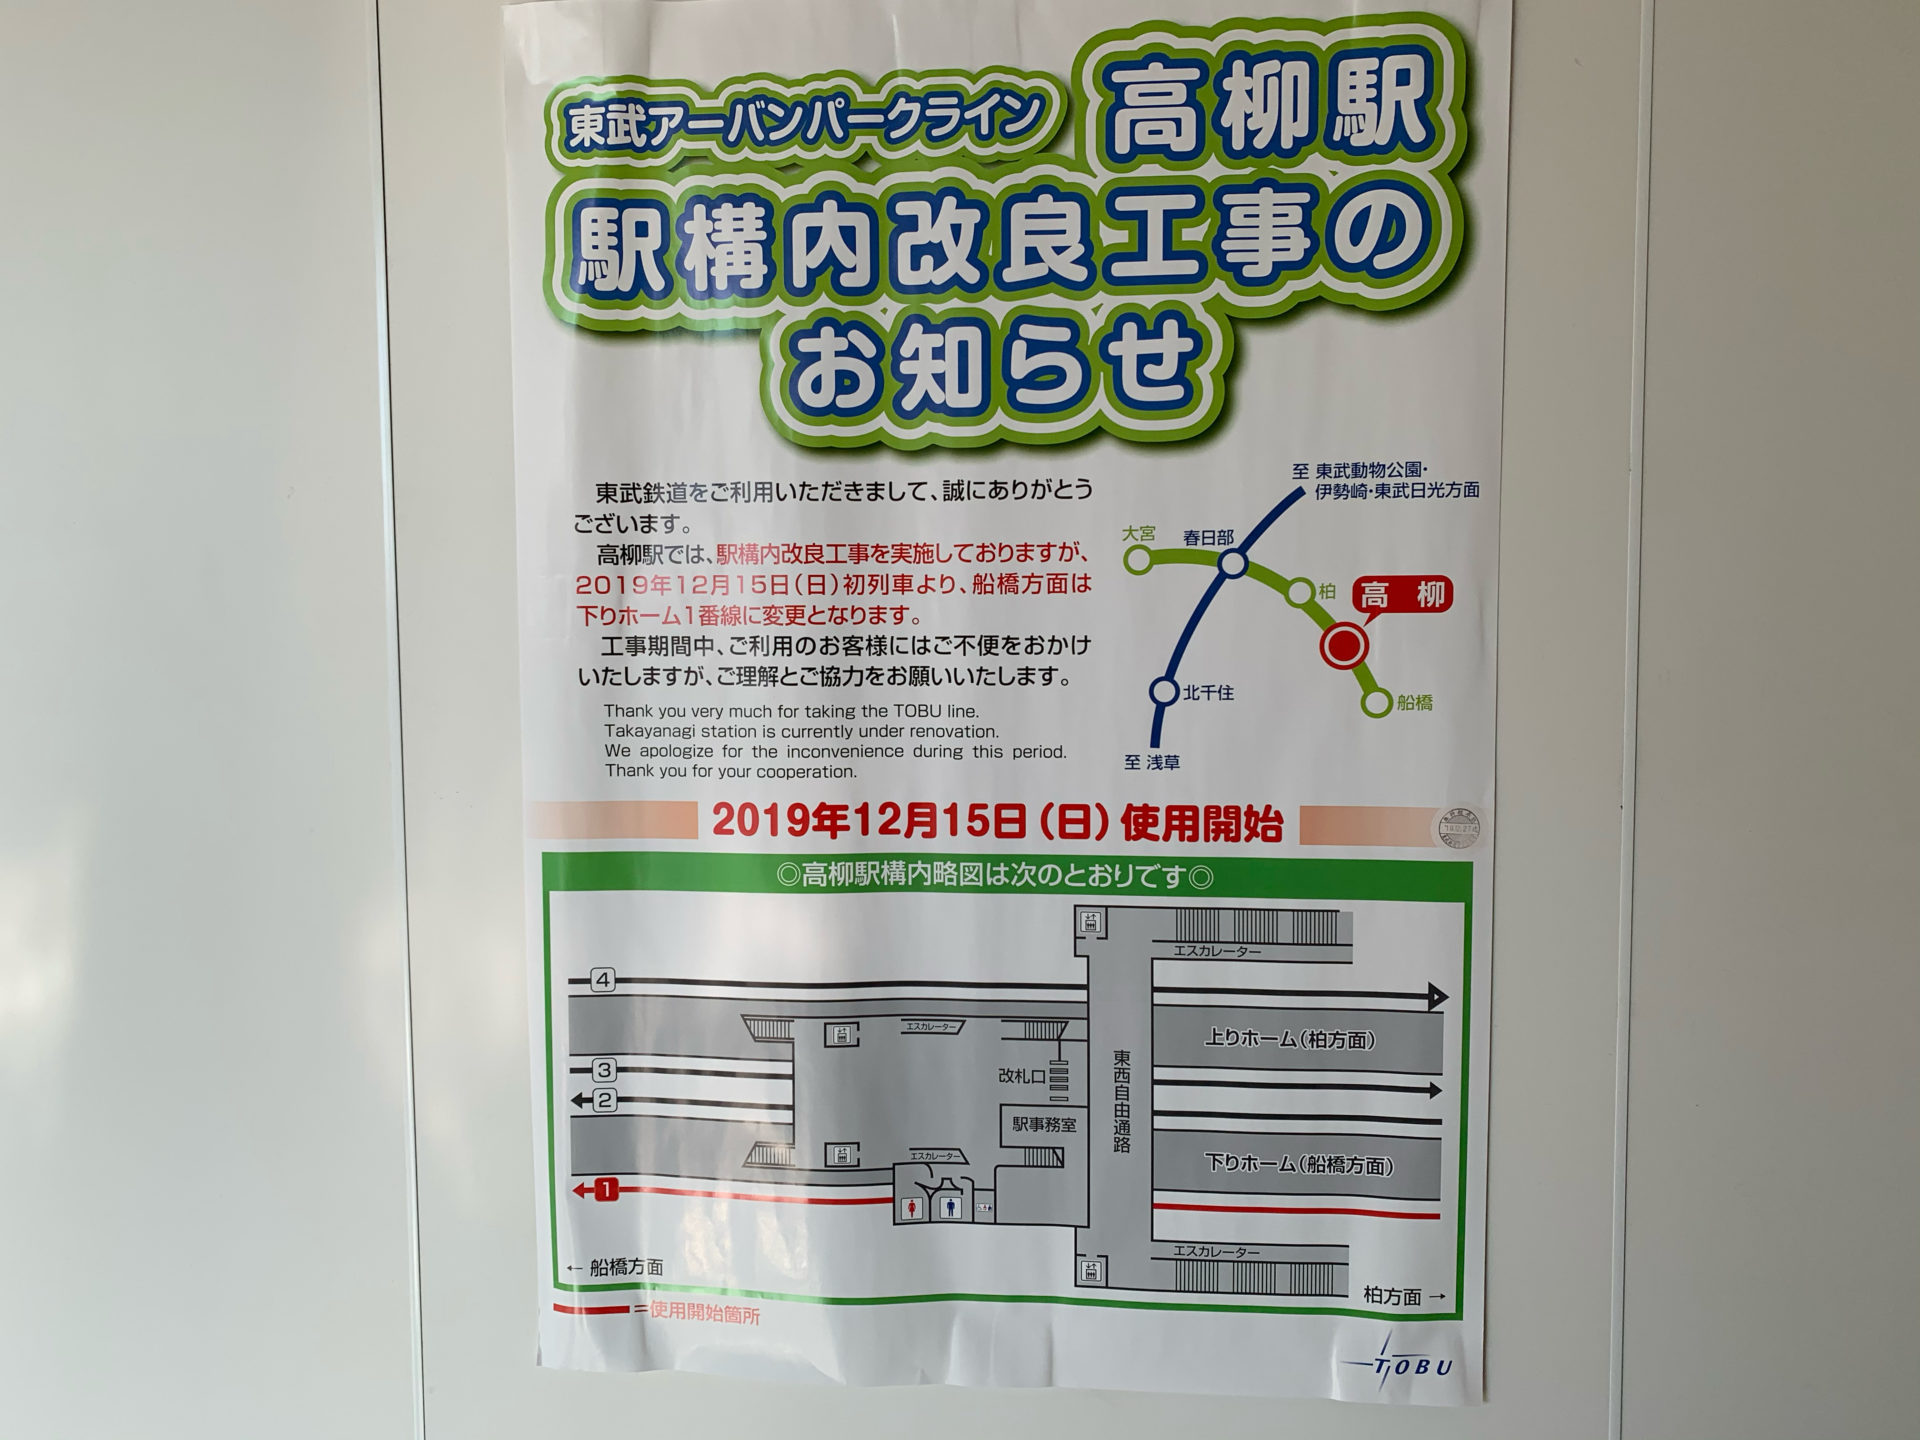 東武アーバンパークライン 高柳駅
駅構内改良工事の
お知らせ
東武鉄道をご利用いただきまして、誠にありがとう
ございます。
高柳駅では、駅構内改良工事を実施しておりますが、
2019年12月15日(日)初列車より、船橋方面は
下りホーム1番線に変更となります。
工事期間中、ご利用のお客様にはご不便をおかけ
いたしますが、ご理解とご協力をお願いいたします。
Thank you very much for taking the TOBU line.
Takayanagi station is currently under renovation.
We apologize for the inconvenience during this period.
Thank you for your cooperation.
至 東武動物公園・
伊勢崎・東武日光方面
大宮
春日部
柏
高柳
北千住
船橋
至 浅草
2019年12月15日(日)使用開始
◎高柳駅構内略図は次のとおりです◎
エスカレーター
4
エスカレーター
上りホーム(柏方面)
3
改札口
東西自由通路
2
駅事務室
エスカレーター
下りホーム(船橋方面)
1
エスカレーター
← 船橋方面
柏方面 →
=使用開始箇所
TOBU